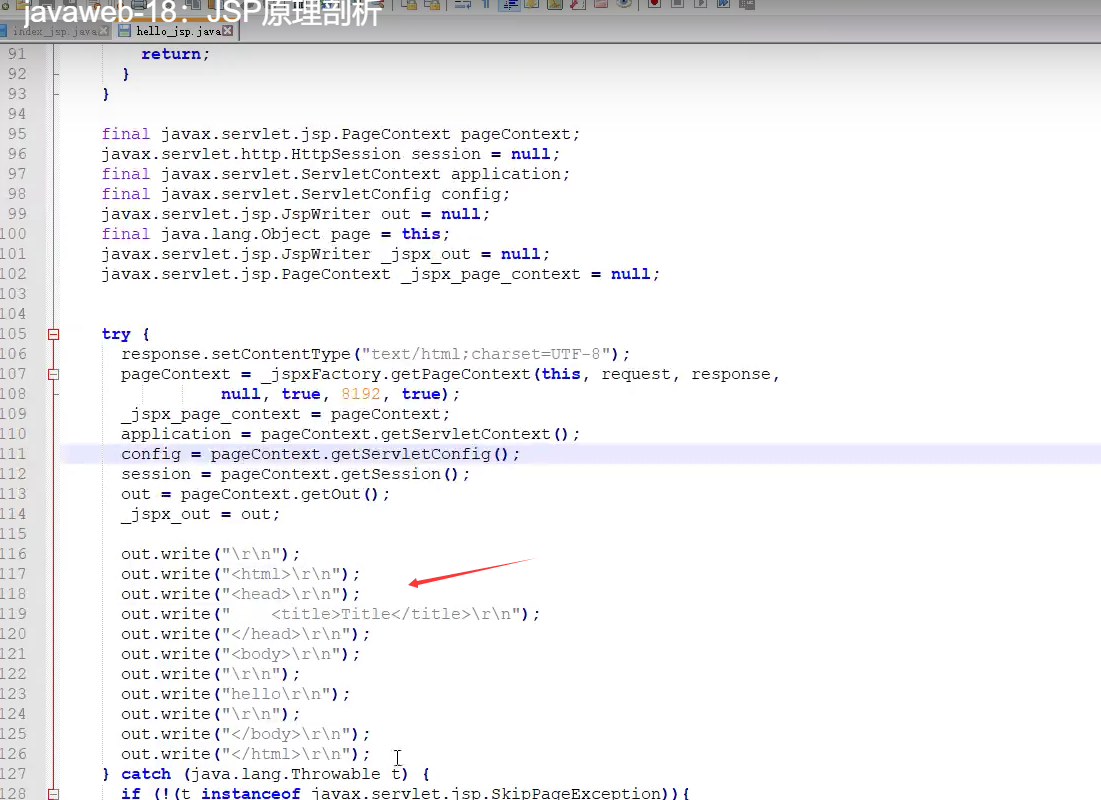 javaweb-18：JSP原理剖析
index_jsp.java hello_jsp.java
91 return;
92 }
93 }
94
95 final javax.servlet.jsp.PageContext pageContext;
96 javax.servlet.http.HttpSession session = null;
97 final javax.servlet.ServletContext application;
98 final javax.servlet.ServletConfig config;
99 javax.servlet.jsp.JspWriter out = null;
100 final java.lang.Object page = this;
101 javax.servlet.jsp.JspWriter _jspx_out = null;
102 javax.servlet.jsp.PageContext _jspx_page_context = null;
103
104
105 try {
106 response.setContentType("text/html;charset=UTF-8");
107 pageContext = _jspxFactory.getPageContext(this, request, response,
108 null, true, 8192, true);
109 _jspx_page_context = pageContext;
110 application = pageContext.getServletContext();
111 config = pageContext.getServletConfig();
112 session = pageContext.getSession();
113 out = pageContext.getOut();
114 _jspx_out = out;
115
116 out.write("\r\n");
117 out.write("<html>\r\n");
118 out.write("<head>\r\n");
119 out.write("    <title>Title</title>\r\n");
120 out.write("</head>\r\n");
121 out.write("<body>\r\n");
122 out.write("\r\n");
123 out.write("hello\r\n");
124 out.write("\r\n");
125 out.write("</body>\r\n");
126 out.write("</html>\r\n");
127 } catch (java.lang.Throwable t) {
128 if (!(t instanceof javax.servlet.jsp.SkipPageException)){